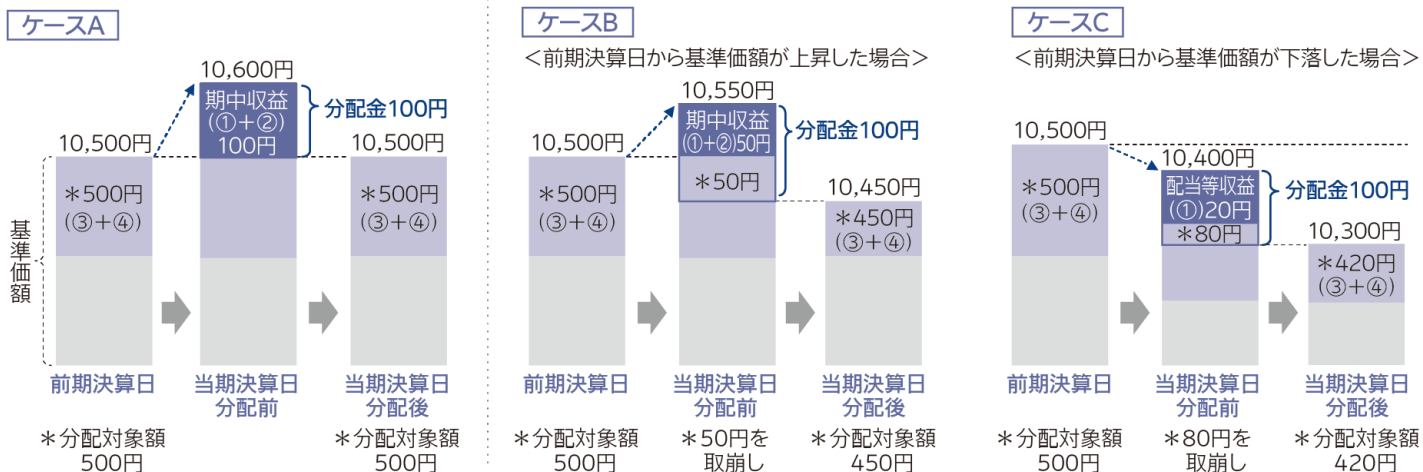 ケースA
10,600円
期中収益
(①+②)
100円
分配金100円
10,500円
10,500円
*500円
(③+④)
*500円
(③+④)
基準価額
前期決算日
当期決算日
分配前
当期決算日
分配後
*分配対象額
500円
*分配対象額
500円
ケースB
<前期決算日から基準価額が上昇した場合>
10,550円
期中収益
(①+②)50円
分配金100円
10,500円
*500円
(③+④)
*50円
10,450円
*450円
(③+④)
前期決算日
当期決算日
分配前
当期決算日
分配後
*分配対象額
500円
*50円を
取崩し
*分配対象額
450円
ケースC
<前期決算日から基準価額が下落した場合>
10,500円
10,400円
*500円
(③+④)
配当等収益
(①)20円
*80円
分配金100円
10,300円
*420円
(③+④)
前期決算日
当期決算日
分配前
当期決算日
分配後
*分配対象額
500円
*80円を
取崩し
*分配対象額
420円